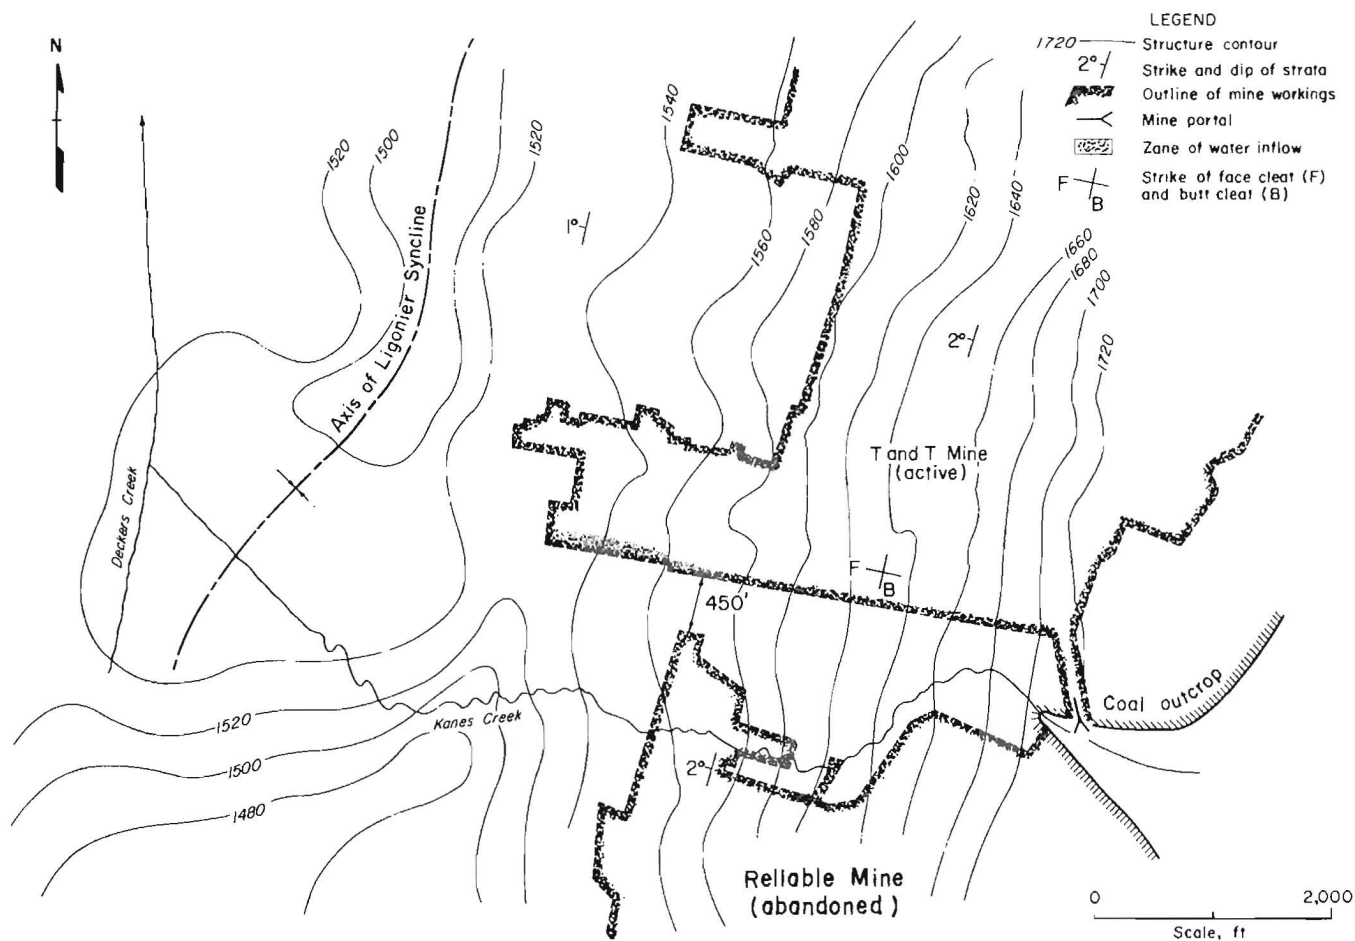 LEGEND
1720 Structure contour
2° Strike and dip of strata
Outline of mine workings
Mine portal
Zane of water inflow
F B Strike of face cleat (F)
and butt cleat (B)
N
1520
1500
1520
1540
1560
1580
1600
1620
1640
1660
1680
1700
1720
1°
2°
Axis of Ligonier Syncline
Deckers Creek
T and T Mine
(active)
F
B
450'
1520
Kanes Creek
1500
1480
2°
Coal outcrop
Reliable Mine
(abandoned)
0 2,000
Scale, ft